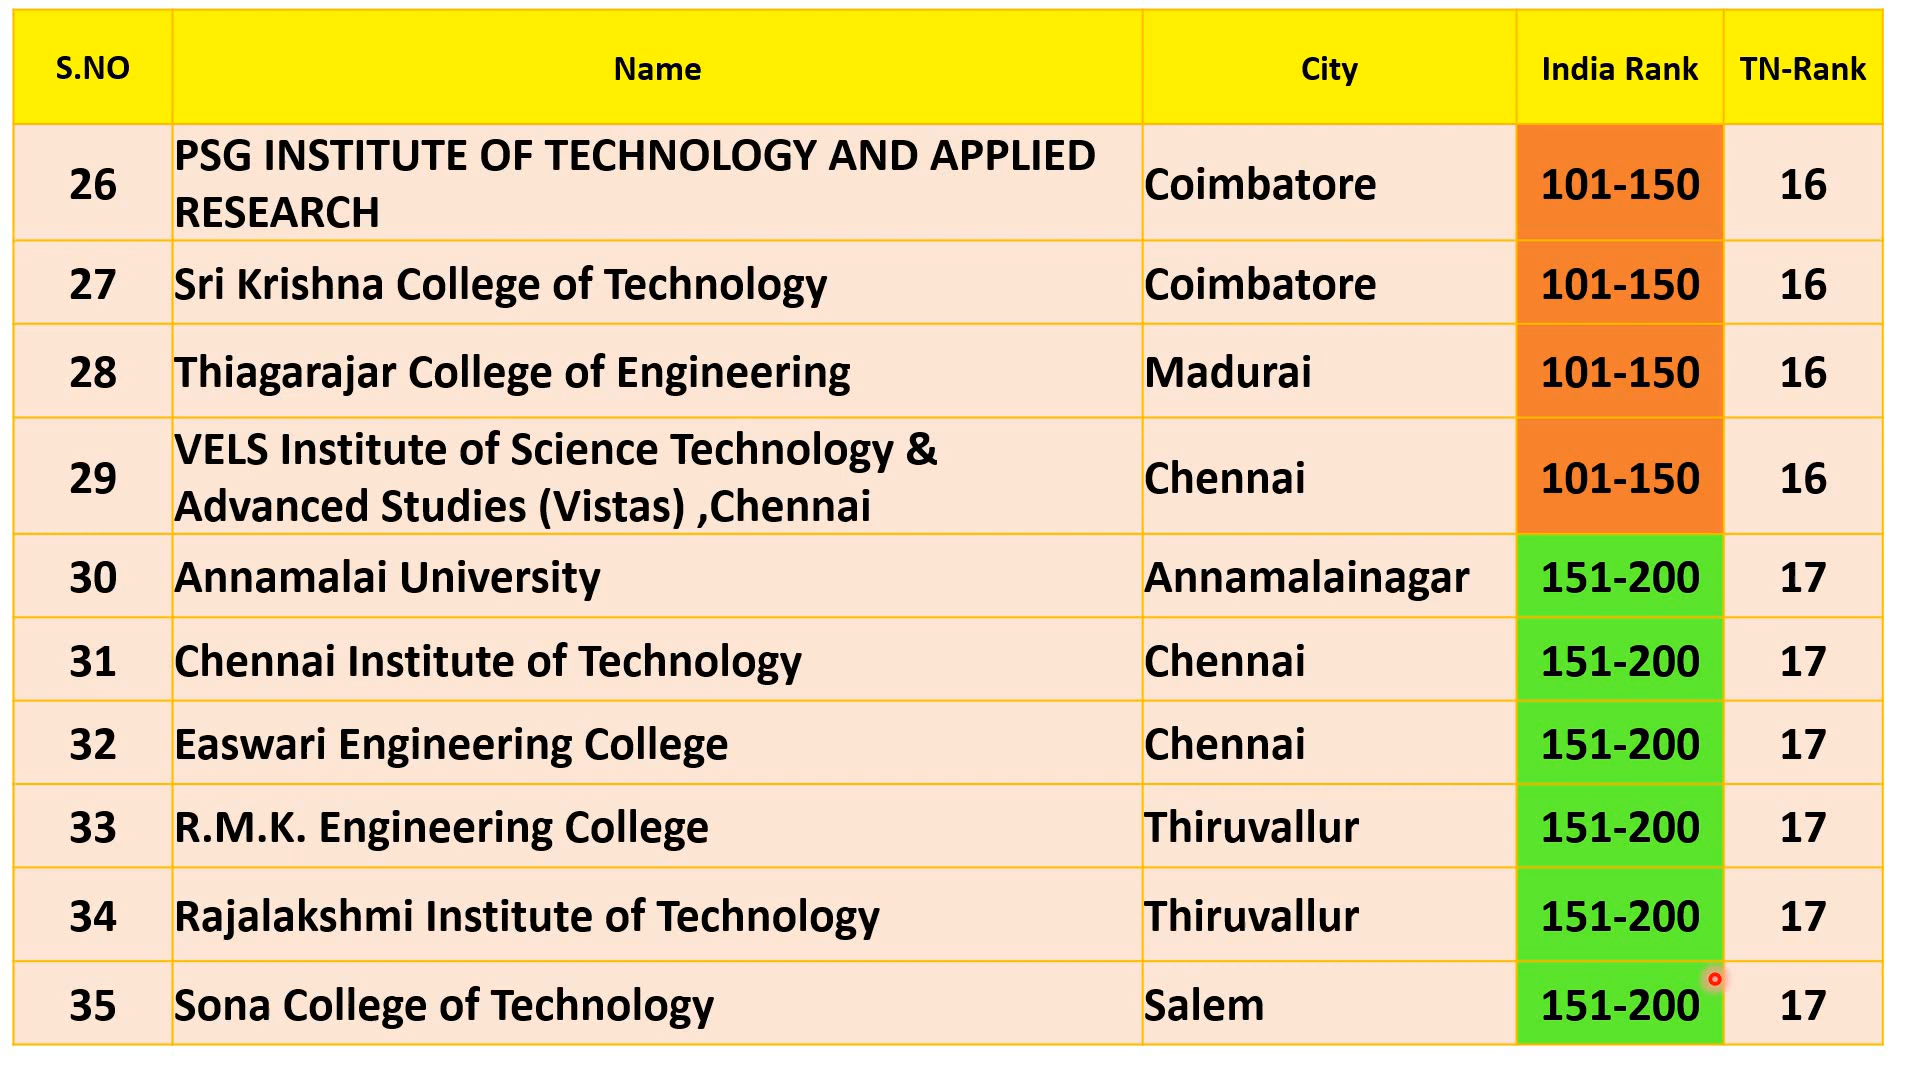 S.NO Name City India Rank TN-Rank
26 PSG INSTITUTE OF TECHNOLOGY AND APPLIED
RESEARCH Coimbatore 101-150 16
27 Sri Krishna College of Technology Coimbatore 101-150 16
28 Thiagarajar College of Engineering Madurai 101-150 16
29 VELS Institute of Science Technology &
Advanced Studies (Vistas) ,Chennai Chennai 101-150 16
30 Annamalai University Annamalainagar 151-200 17
31 Chennai Institute of Technology Chennai 151-200 17
32 Easwari Engineering College Chennai 151-200 17
33 R.M.K. Engineering College Thiruvallur 151-200 17
34 Rajalakshmi Institute of Technology Thiruvallur 151-200 17
35 Sona College of Technology Salem 151-200 17